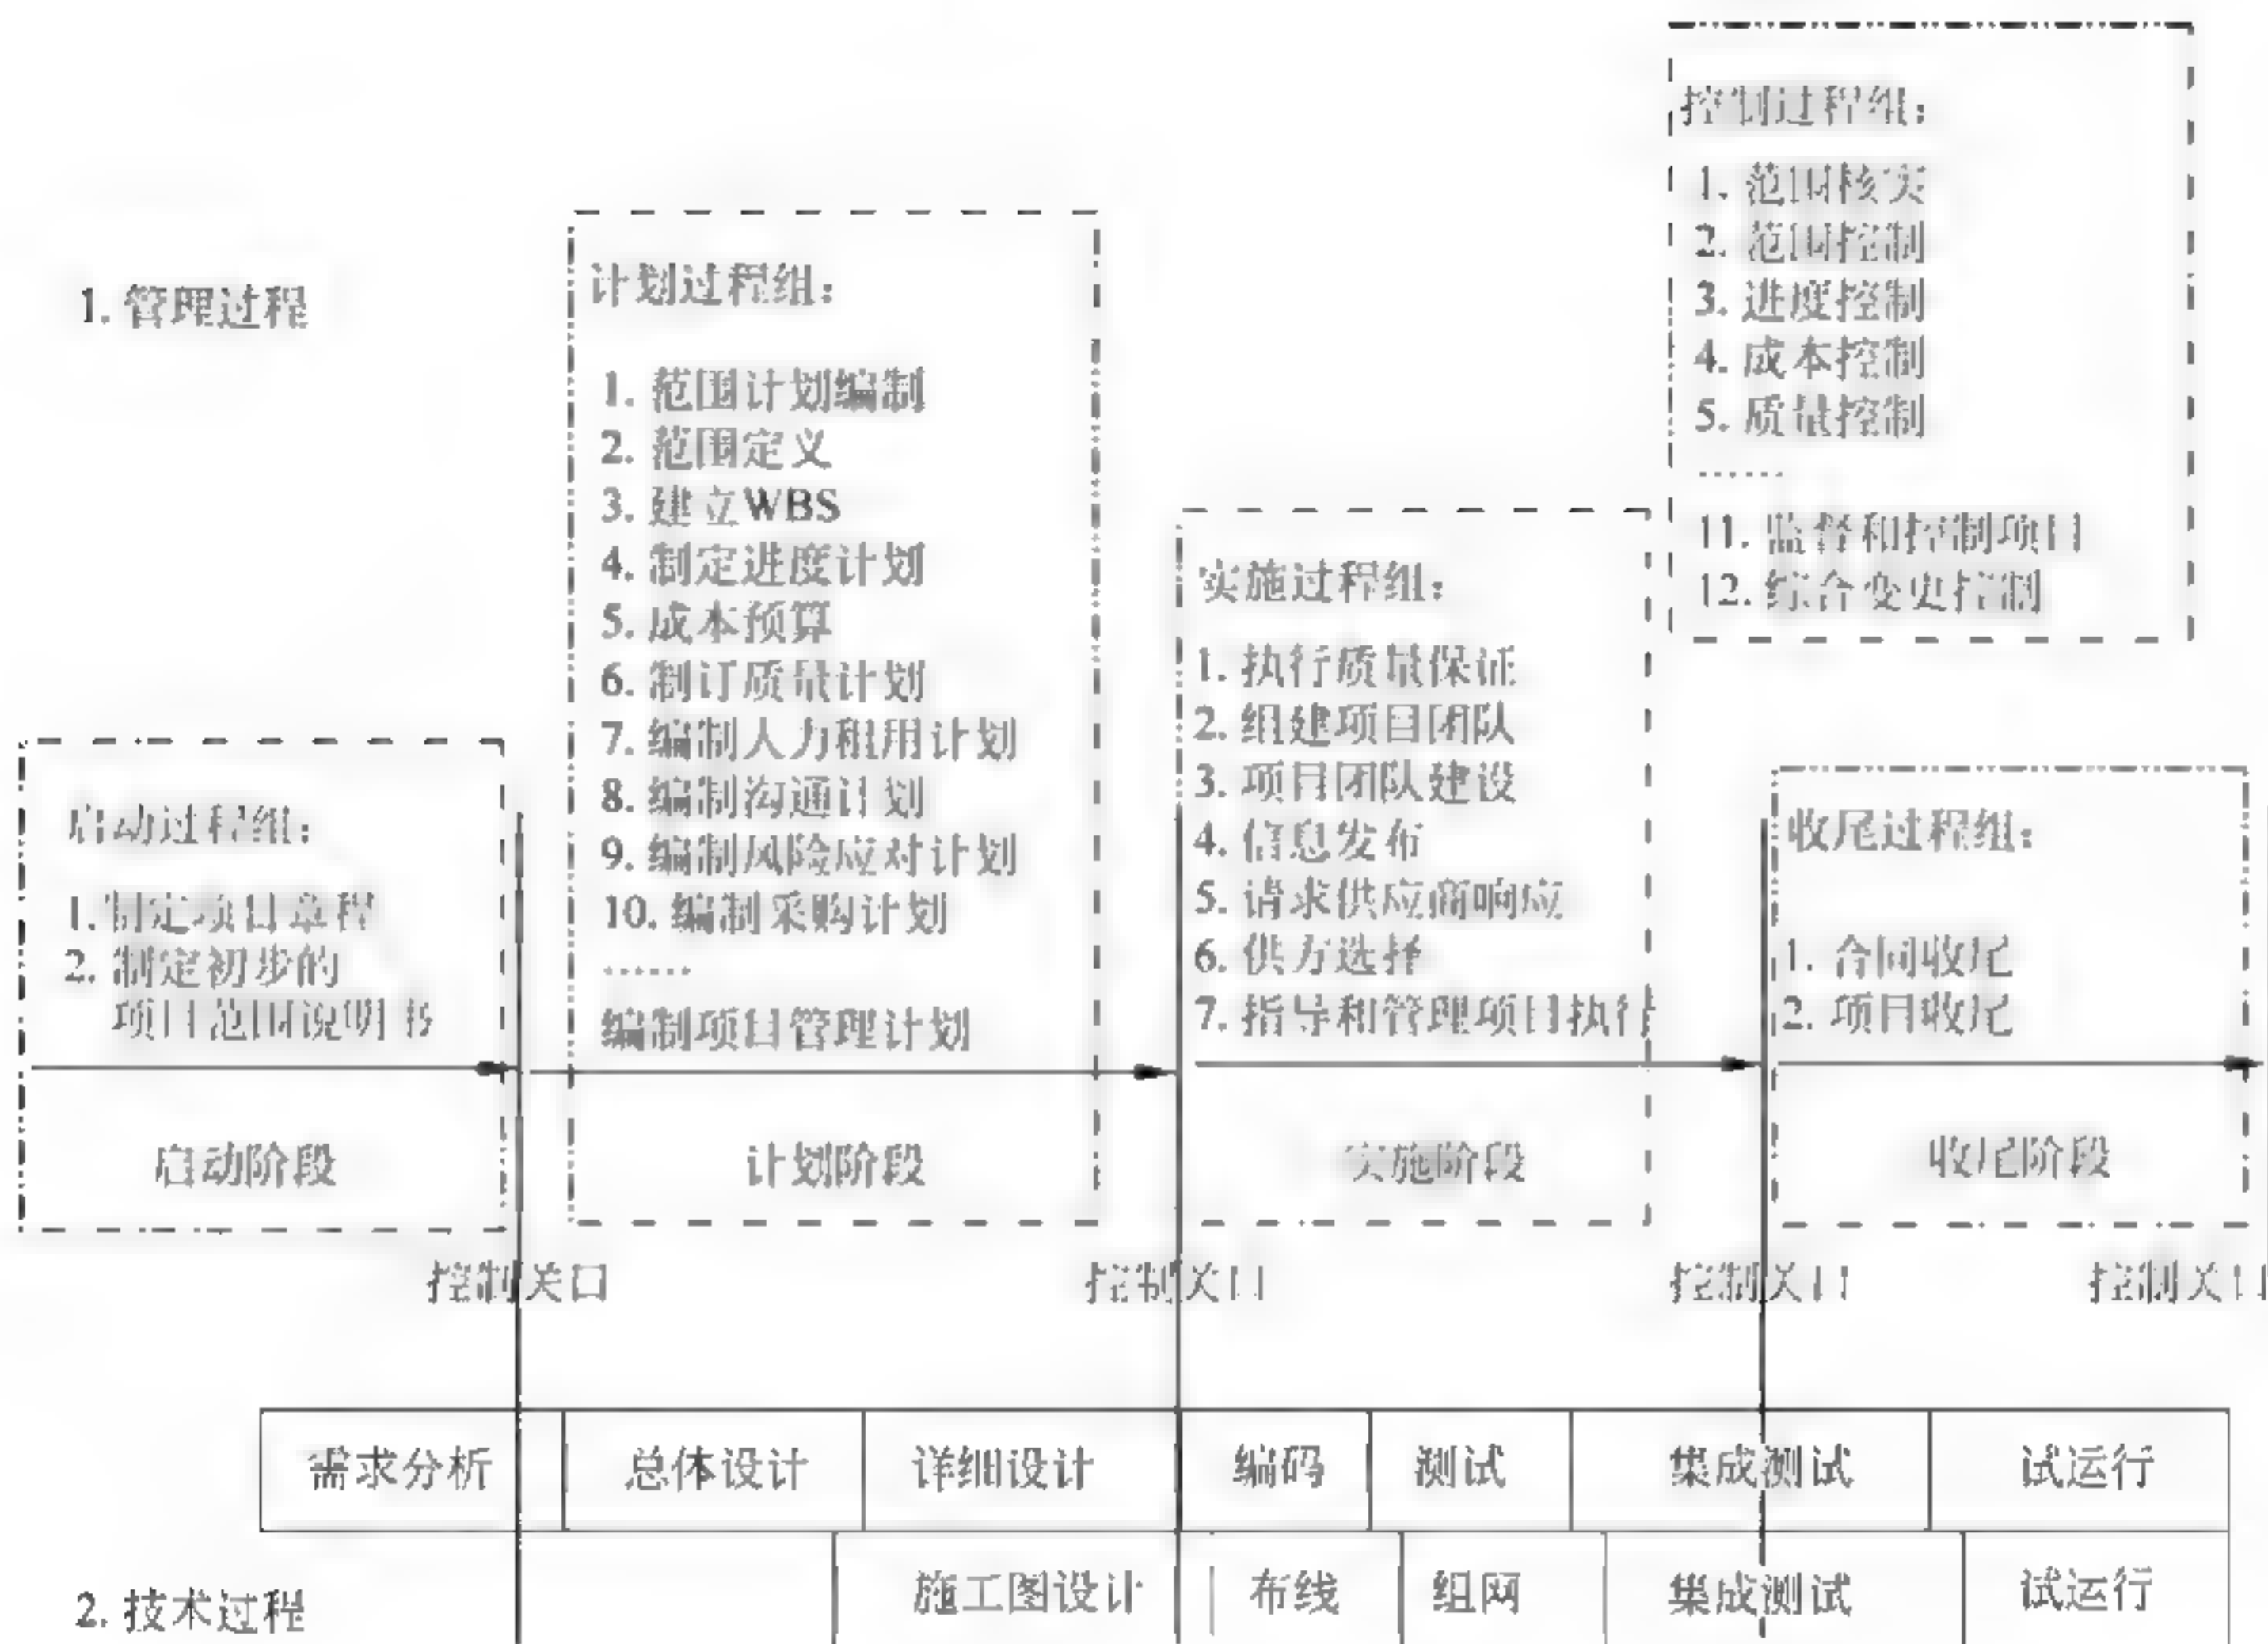 1. 管理过程
启动过程组：
1. 制定项目章程
2. 制定初步的
项目范围说明书
启动阶段
计划过程组：
1. 范围计划编制
2. 范围定义
3. 建立WBS
4. 制定进度计划
5. 成本预算
6. 制订质量计划
7. 编制人力租用计划
8. 编制沟通计划
9. 编制风险应对计划
10. 编制采购计划
······
编制项目管理计划
计划阶段
实施过程组：
1. 执行质量保证
2. 组建项目团队
3. 项目团队建设
4. 信息发布
5. 请求供应商响应
6. 供方选择
7. 指导和管理项目执行
实施阶段
控制过程组：
1. 范围核实
2. 范围控制
3. 进度控制
4. 成本控制
5. 质量控制
······
11. 监督和控制项目
12. 综合变更控制
收尾过程组：
1. 合同收尾
2. 项目收尾
收尾阶段
控制关口
控制关口
控制关口
控制关口
需求分析
总体设计
详细设计
编码
测试
集成测试
试运行
2. 技术过程
施工图设计
布线
组网
集成测试
试运行